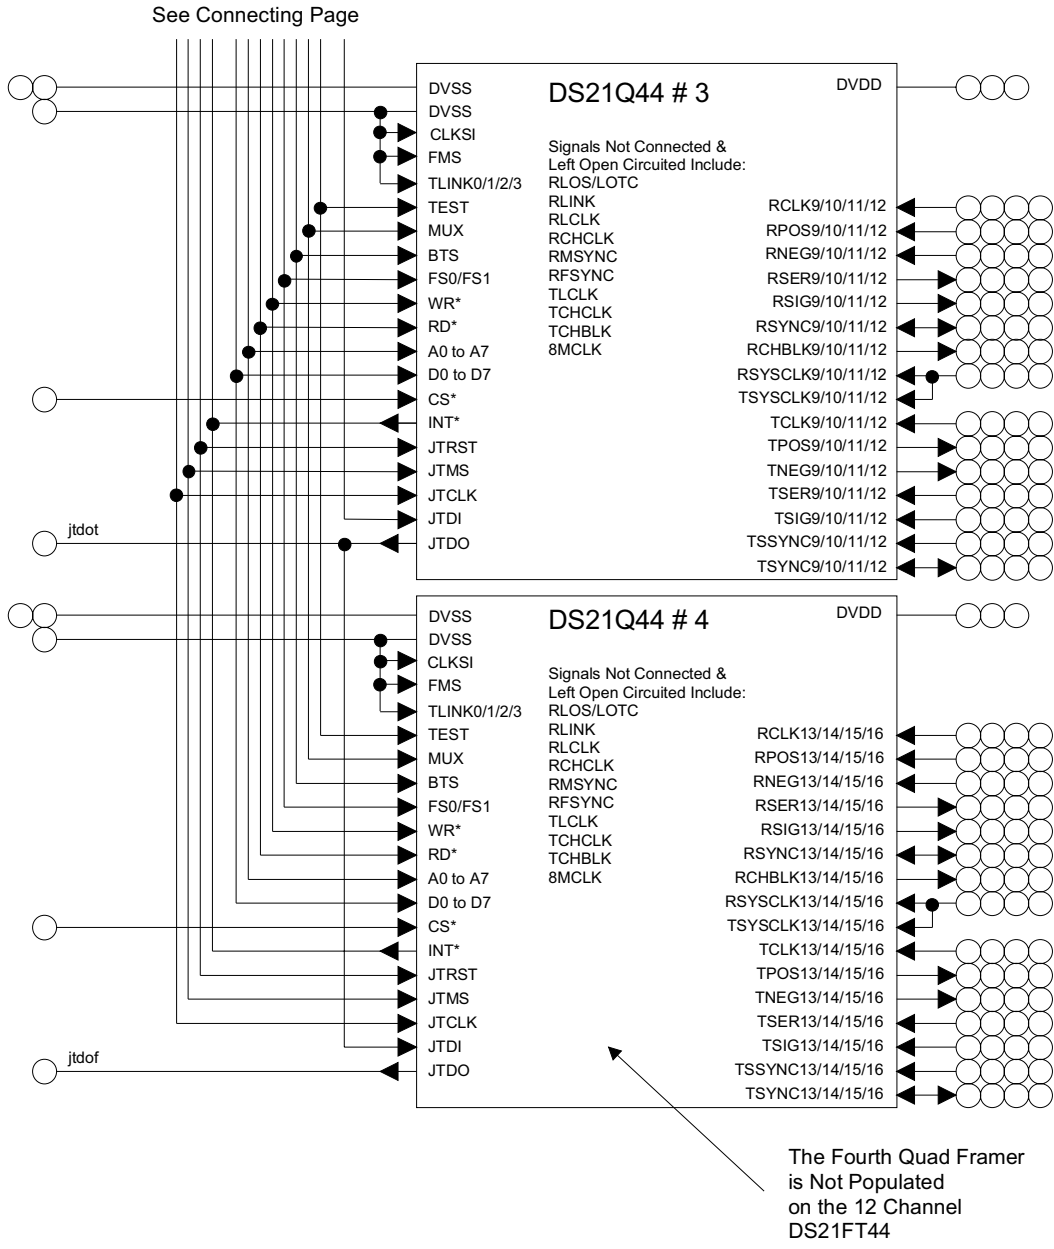 See Connecting Page
DS21Q44 # 3
DVSS
DVSS
CLKSI
FMS
TLINK0/1/2/3
TEST
MUX
BTS
FS0/FS1
WR*
RD*
A0 to A7
D0 to D7
CS*
INT*
JTRST
JTMS
JTCLK
JTDI
JTDO
jtdot
Signals Not Connected &
Left Open Circuited Include:
RLOS/LOTC
RLINK
RLCLK
RCHCLK
RMSYNC
RFSYNC
TLCLK
TCHCLK
TCHBLK
8MCLK
DVDD
RCLK9/10/11/12
RPOS9/10/11/12
RNEG9/10/11/12
RSER9/10/11/12
RSIG9/10/11/12
RSYNC9/10/11/12
RCHBLK9/10/11/12
RSYSCLK9/10/11/12
TSYSCLK9/10/11/12
TCLK9/10/11/12
TPOS9/10/11/12
TNEG9/10/11/12
TSER9/10/11/12
TSIG9/10/11/12
TSSYNC9/10/11/12
TSYNC9/10/11/12
DS21Q44 # 4
DVSS
DVSS
CLKSI
FMS
TLINK0/1/2/3
TEST
MUX
BTS
FS0/FS1
WR*
RD*
A0 to A7
D0 to D7
CS*
INT*
JTRST
JTMS
JTCLK
JTDI
JTDO
jtdof
Signals Not Connected &
Left Open Circuited Include:
RLOS/LOTC
RLINK
RLCLK
RCHCLK
RMSYNC
RFSYNC
TLCLK
TCHCLK
TCHBLK
8MCLK
DVDD
RCLK13/14/15/16
RPOS13/14/15/16
RNEG13/14/15/16
RSER13/14/15/16
RSIG13/14/15/16
RSYNC13/14/15/16
RCHBLK13/14/15/16
RSYSCLK13/14/15/16
TSYSCLK13/14/15/16
TCLK13/14/15/16
TPOS13/14/15/16
TNEG13/14/15/16
TSER13/14/15/16
TSIG13/14/15/16
TSSYNC13/14/15/16
TSYNC13/14/15/16
The Fourth Quad Framer
is Not Populated
on the 12 Channel
DS21FT44